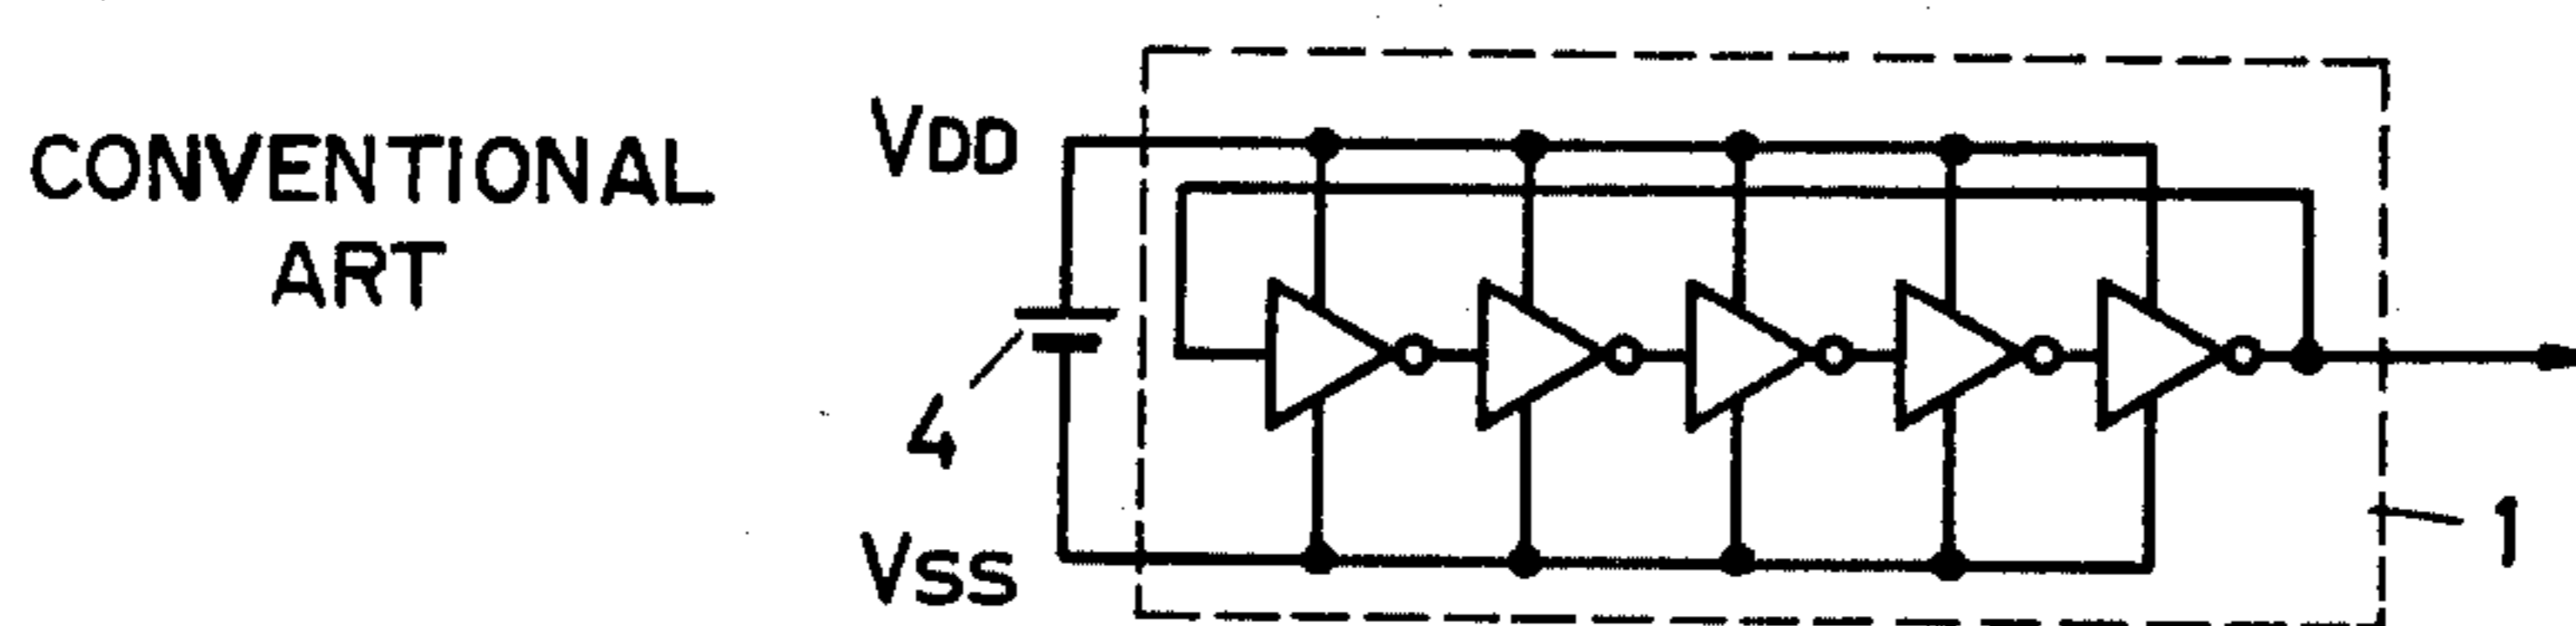 CONVENTIONAL
ART
VDD
4
VSS
1